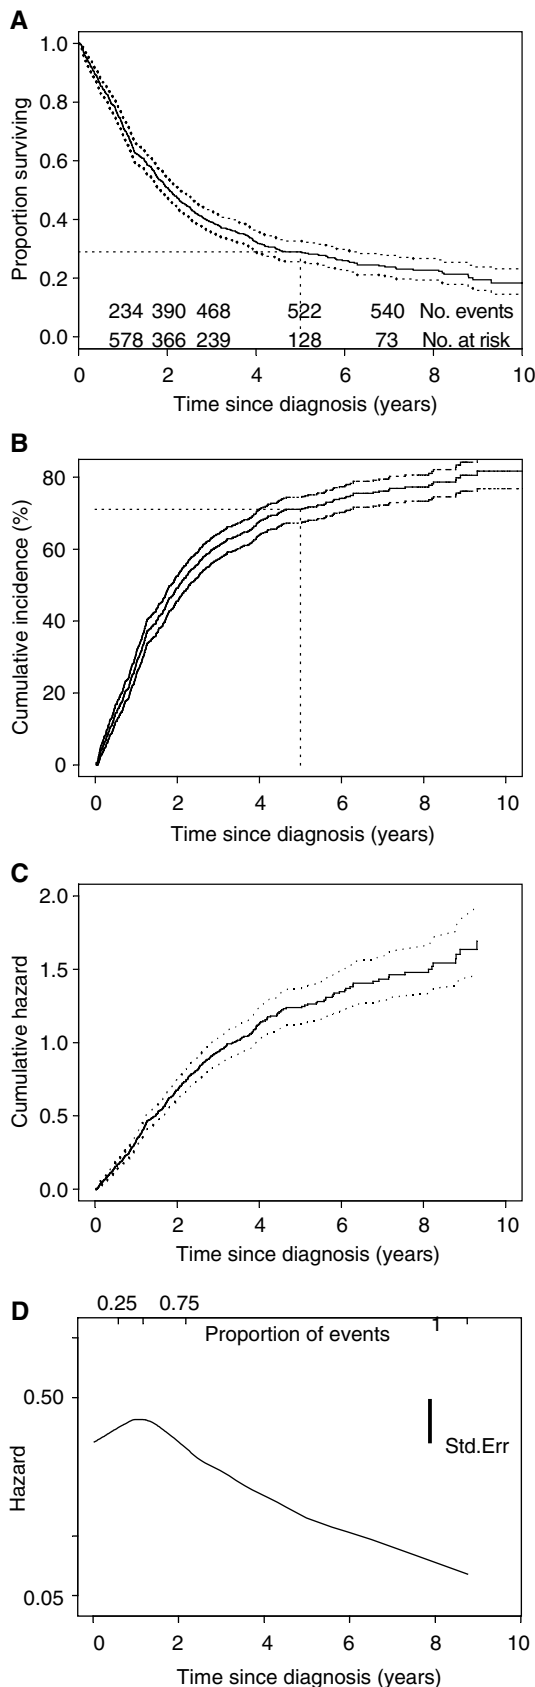 A
Proportion surviving
1.0
0.8
0.6
0.4
0.2
0.0
234 390 468 522 540 No. events
578 366 239 128 73 No. at risk
0 2 4 6 8 10
Time since diagnosis (years)
B
Cumulative incidence (%)
80
60
40
20
0
0 2 4 6 8 10
Time since diagnosis (years)
C
Cumulative hazard
2.0
1.5
1.0
0.5
0.0
0 2 4 6 8 10
Time since diagnosis (years)
D
0.25 0.75 1
Proportion of events
Hazard
0.50
Std.Err
0.05
0 2 4 6 8 10
Time since diagnosis (years)